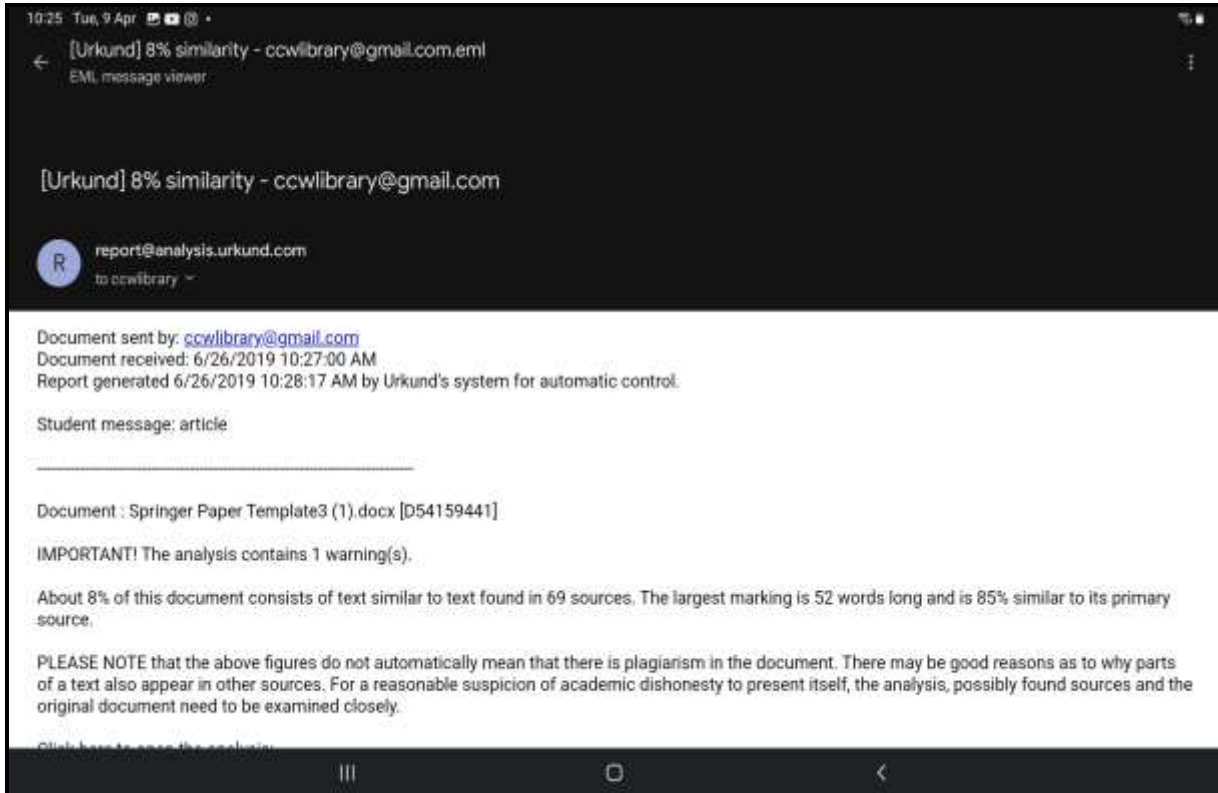 10:25 Tue, 9 Apr
[Urkund] 8% similarity - ccwlibrary@gmail.com.eml
EML message viewer
[Urkund] 8% similarity - ccwlibrary@gmail.com
R
report@analysis.urkund.com
to ccwlibrary
Document sent by: ccwlibrary@gmail.com
Document received: 6/26/2019 10:27:00 AM
Report generated 6/26/2019 10:28:17 AM by Urkund's system for automatic control.
Student message: article
Document : Springer Paper Template3 (1).docx [D54159441]
IMPORTANT! The analysis contains 1 warning(s).
About 8% of this document consists of text similar to text found in 69 sources. The largest marking is 52 words long and is 85% similar to its primary
source.
PLEASE NOTE that the above figures do not automatically mean that there is plagiarism in the document. There may be good reasons as to why parts
of a text also appear in other sources. For a reasonable suspicion of academic dishonesty to present itself, the analysis, possibly found sources and the
original document need to be examined closely.
Click here to open the analysis: